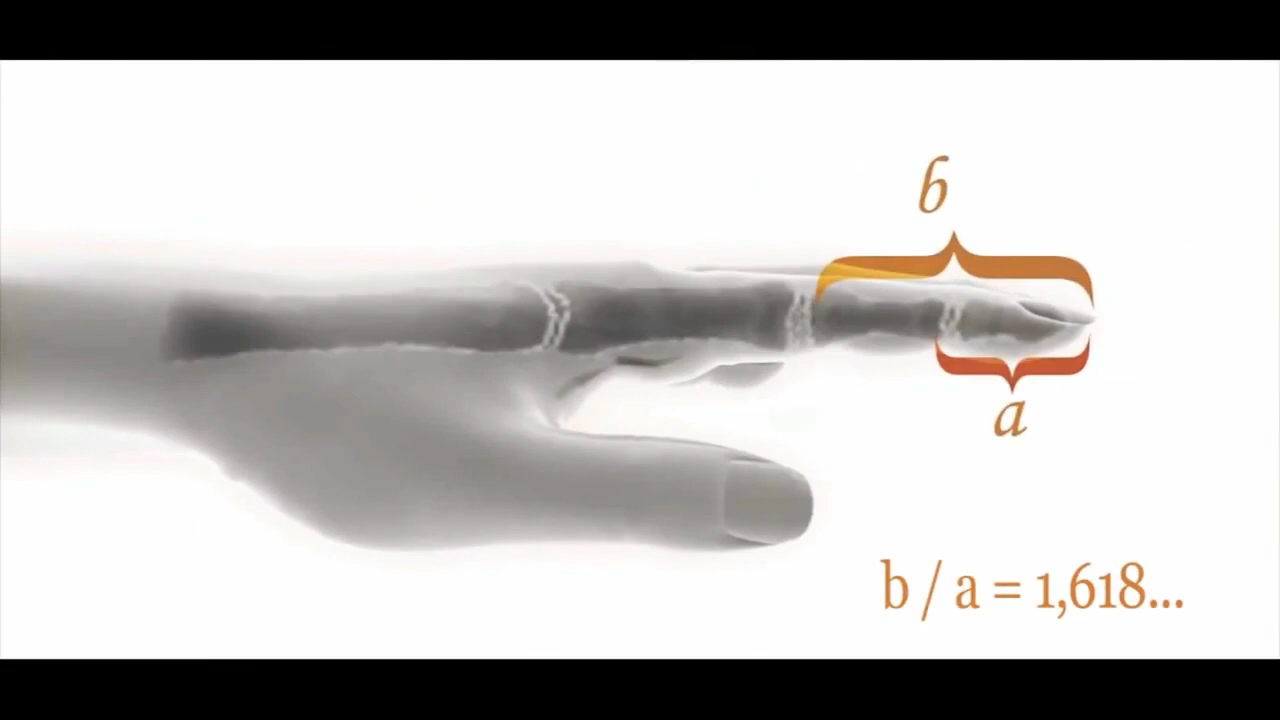 b
a
b / a = 1,618...